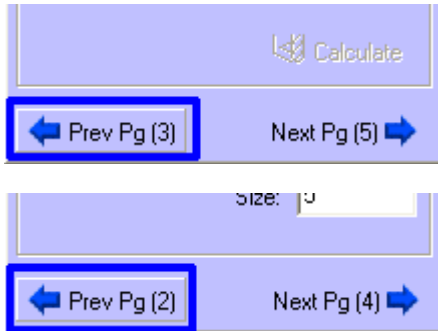 Calculate
Prev Pg (3) Next Pg (5)
Size: 5
Prev Pg (2) Next Pg (4)